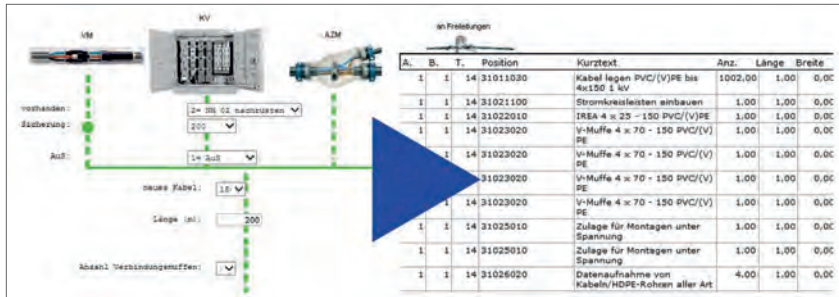 VM
KV
AZM
an Freileitungen
vorhanden:
2= NH 02 nachrüsten
Sicherung:
200
Auß:
1= Auß
neues Kabel:
Länge (m):
200
Anzahl Verbindungsmuffen:
A. B. T. Position Kurztext Anz. Länge Breite
1 1 14 31011030 Kabel legen PVC/(V)PE bis 1002,00 1,00 0,00
4x150 1 kV
1 1 14 31021100 Stromkreisleisten einbauen 1,00 1,00 0,00
1 1 14 31022010 IREA 4 x 25 - 150 PVC/(V)PE 1,00 1,00 0,00
1 1 14 31023020 V-Muffe 4 x 70 - 150 PVC/(V) 1,00 1,00 0,00
PE
1 14 31023020 V-Muffe 4 x 70 - 150 PVC/(V) 1,00 1,00 0,00
PE
31023020 V-Muffe 4 x 70 - 150 PVC/(V) 1,00 1,00 0,00
PE
1 14 31023020 V-Muffe 4 x 70 - 150 PVC/(V) 1,00 1,00 0,00
PE
1 1 14 31025010 Zulage für Montagen unter 1,00 1,00 0,00
Spannung
1 1 14 31025010 Zulage für Montagen unter 1,00 1,00 0,00
Spannung
1 1 14 31026020 Datenaufnahme von 4,00 1,00 0,00
Kabeln/HDPE-Rohren aller Art